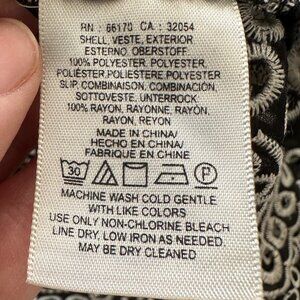 RN : 66170 CA : 32054
SHELL, VESTE, EXTERIOR
ESTERNO, OBERSTOFF
100% POLYESTER, POLYESTER,
POLIÉSTER,POLIESTERE,POLYESTER
SLIP, COMBINAISON, COMBINACIÓN,
SOTTOVESTE, UNTERROCK
100% RAYON, RAYONNE, RAYÓN,
RAYON, REYON
MADE IN CHINA/
HECHO EN CHINA/
FABRIQUE EN CHINE
30
MACHINE WASH COLD GENTLE
WITH LIKE COLORS
USE ONLY NON-CHLORINE BLEACH
LINE DRY, LOW IRON AS NEEDED
MAY BE DRY CLEANED